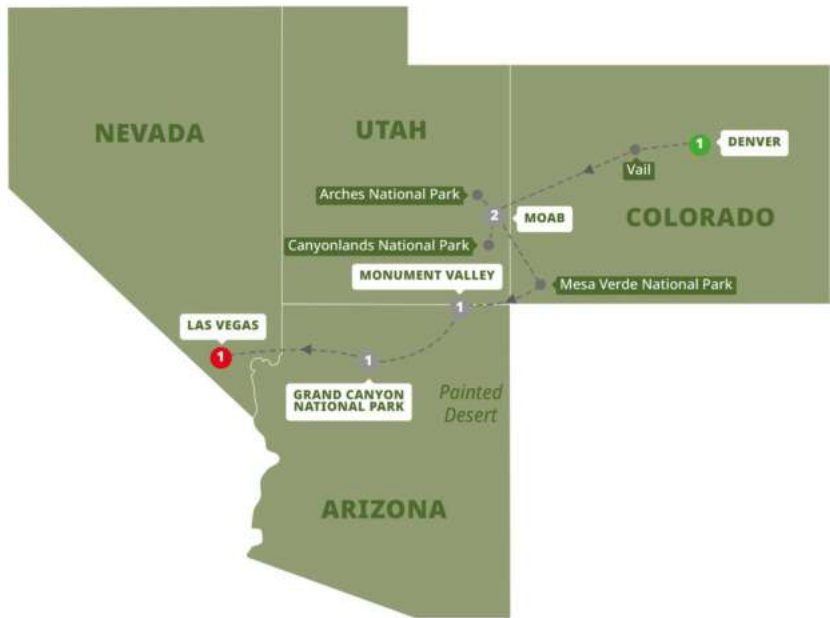 NEVADA
UTAH
1
DENVER
Vail
Arches National Park
2
MOAB
COLORADO
Canyonlands National Park
MONUMENT VALLEY
Mesa Verde National Park
1
LAS VEGAS
1
1
GRAND CANYON
NATIONAL PARK
Painted
Desert
ARIZONA